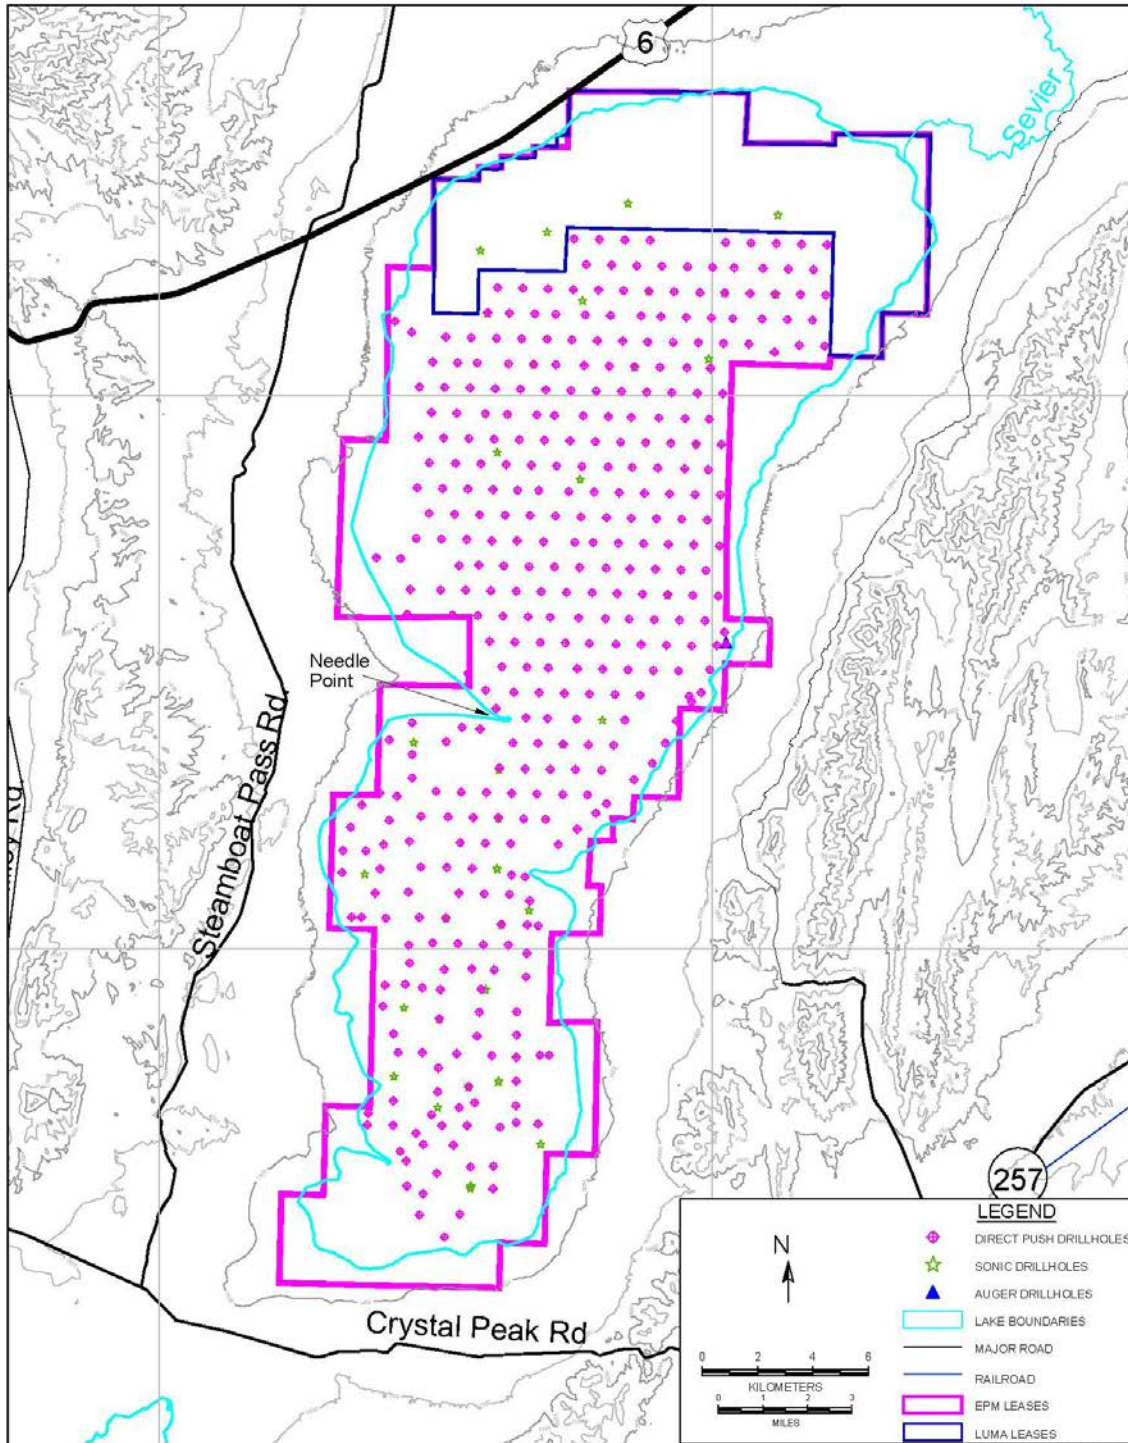 6
Sevier
Needle
Point
Steamboat Pass Rd.
Rd.
257
Crystal Peak Rd
LEGEND
N
DIRECT PUSH DRILLHOLES
SONIC DRILLHOLES
AUGER DRILLHOLES
LAKE BOUNDARIES
MAJOR ROAD
RAILROAD
EPM LEASES
LUMA LEASES
0 2 4 6
KILOMETERS
0 1 2 3
MILES